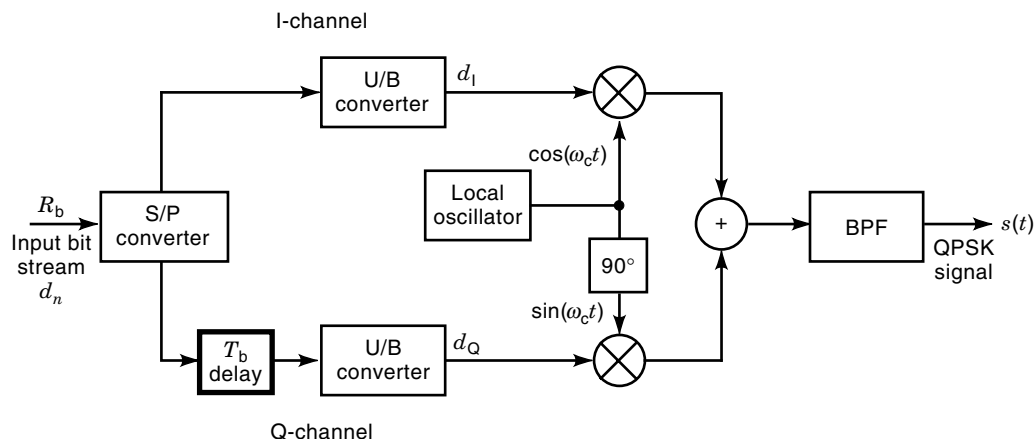 I-channel
U/B
converter
d_I
cos(ω_c t)
Local
oscillator
R_b
Input bit
stream
d_n
S/P
converter
+
BPF
s(t)
QPSK
signal
90°
sin(ω_c t)
T_b
delay
U/B
converter
d_Q
Q-channel